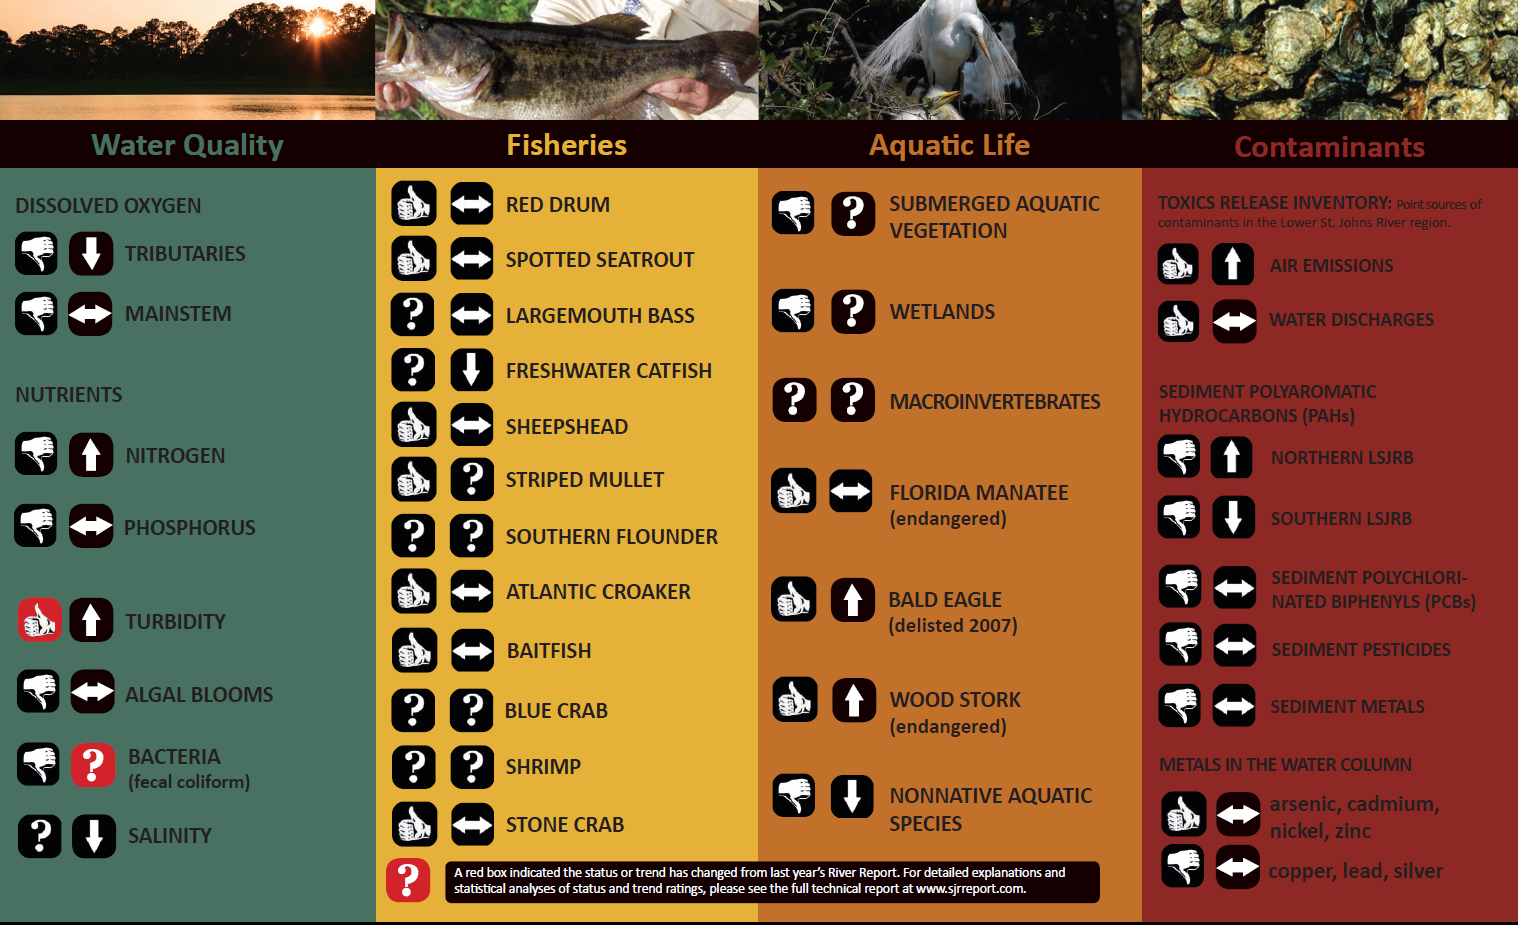 Water Quality
DISSOLVED OXYGEN
TRIBUTARIES
MAINSTEM
NUTRIENTS
NITROGEN
PHOSPHORUS
TURBIDITY
ALGAL BLOOMS
BACTERIA
(fecal coliform)
SALINITY
Fisheries
RED DRUM
SPOTTED SEATROUT
LARGEMOUTH BASS
FRESHWATER CATFISH
SHEEPSHEAD
STRIPED MULLET
SOUTHERN FLOUNDER
ATLANTIC CROAKER
BAITFISH
BLUE CRAB
SHRIMP
STONE CRAB
Aquatic Life
SUBMERGED AQUATIC
VEGETATION
WETLANDS
MACROINVERTEBRATES
FLORIDA MANATEE
(endangered)
BALD EAGLE
(delisted 2007)
WOOD STORK
(endangered)
NONNATIVE AQUATIC
SPECIES
Contaminants
TOXICS RELEASE INVENTORY: Point sources of
contaminants in the Lower St. Johns River region.
AIR EMISSIONS
WATER DISCHARGES
SEDIMENT POLYAROMATIC
HYDROCARBONS (PAHs)
NORTHERN LSJRB
SOUTHERN LSJRB
SEDIMENT POLYCHLORI-
NATED BIPHENYLS (PCBs)
SEDIMENT PESTICIDES
SEDIMENT METALS
METALS IN THE WATER COLUMN
arsenic, cadmium,
nickel, zinc
copper, lead, silver
A red box indicated the status or trend has changed from last year's River Report. For detailed explanations and
statistical analyses of status and trend ratings, please see the full technical report at www.sjrreport.com.